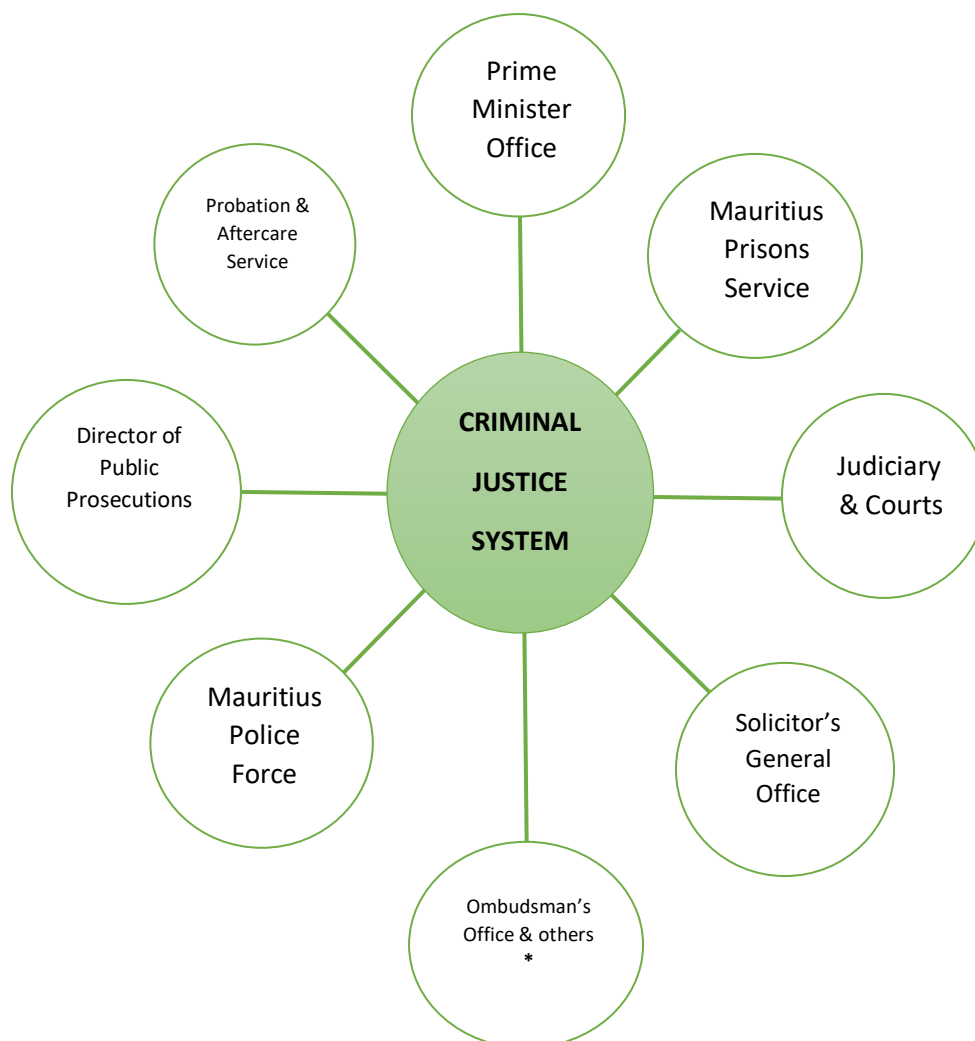 Prime
Minister
Office
Probation &
Aftercare
Service
Mauritius
Prisons
Service
CRIMINAL
JUSTICE
SYSTEM
Director of
Public
Prosecutions
Judiciary
& Courts
Mauritius
Police
Force
Solicitor’s
General
Office
Ombudsman’s
Office & others
*